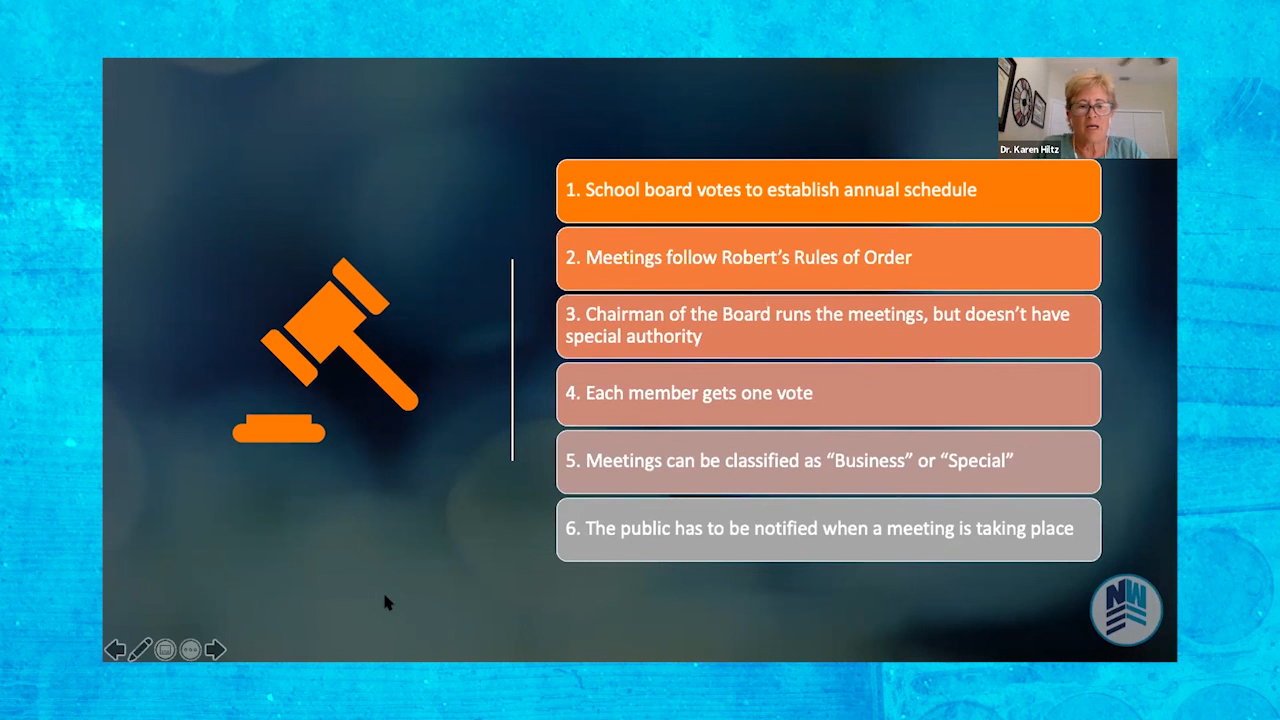 Dr. Karen Hiltz
1. School board votes to establish annual schedule
2. Meetings follow Robert’s Rules of Order
3. Chairman of the Board runs the meetings, but doesn’t have
special authority
4. Each member gets one vote
5. Meetings can be classified as “Business” or “Special”
6. The public has to be notified when a meeting is taking place
NW